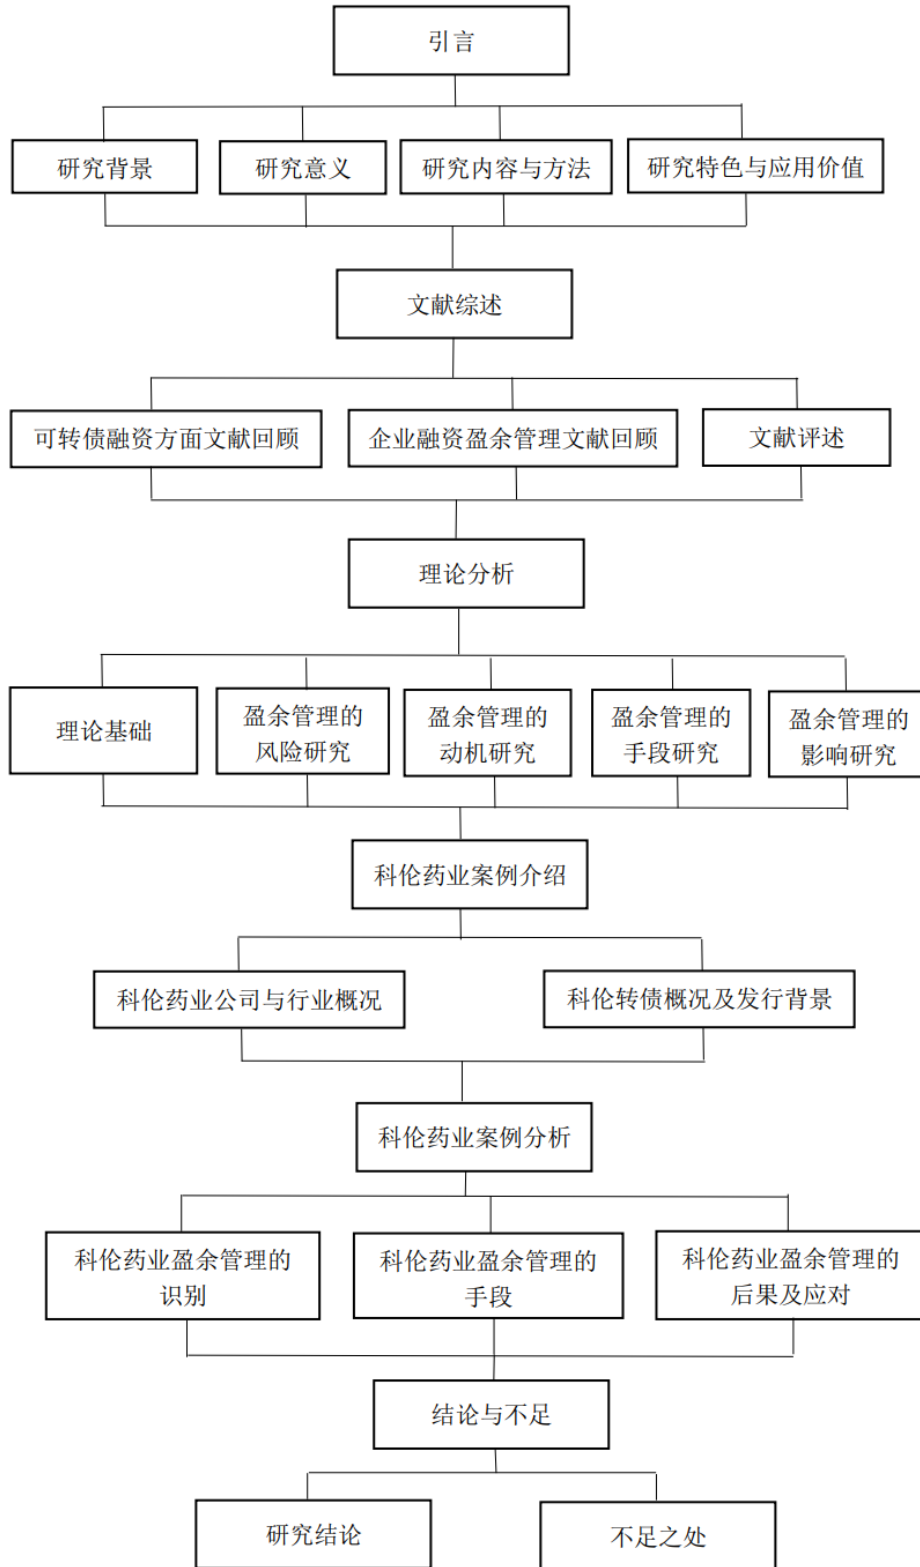 引言
研究背景
研究意义
研究内容与方法
研究特色与应用价值
文献综述
可转债融资方面文献回顾
企业融资盈余管理文献回顾
文献评述
理论分析
理论基础
盈余管理的
风险研究
盈余管理的
动机研究
盈余管理的
手段研究
盈余管理的
影响研究
科伦药业案例介绍
科伦药业公司与行业概况
科伦转债概况及发行背景
科伦药业案例分析
科伦药业盈余管理的
识别
科伦药业盈余管理的
手段
科伦药业盈余管理的
后果及应对
结论与不足
研究结论
不足之处